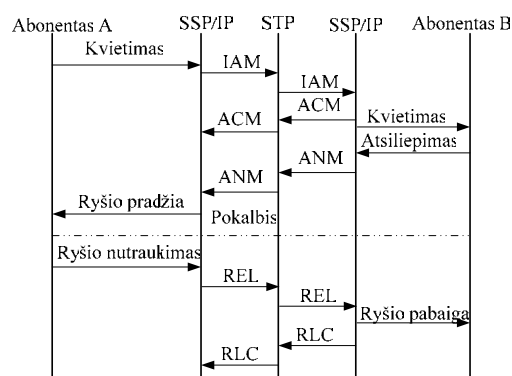 Abonentas A
SSP/IP
STP
SSP/IP
Abonentas B
Kvietimas
IAM
IAM
ACM
ACM
Kvietimas
Atsiliepimas
ANM
ANM
Ryšio pradžia
Pokalbis
Ryšio nutraukimas
REL
REL
Ryšio pabaiga
RLC
RLC